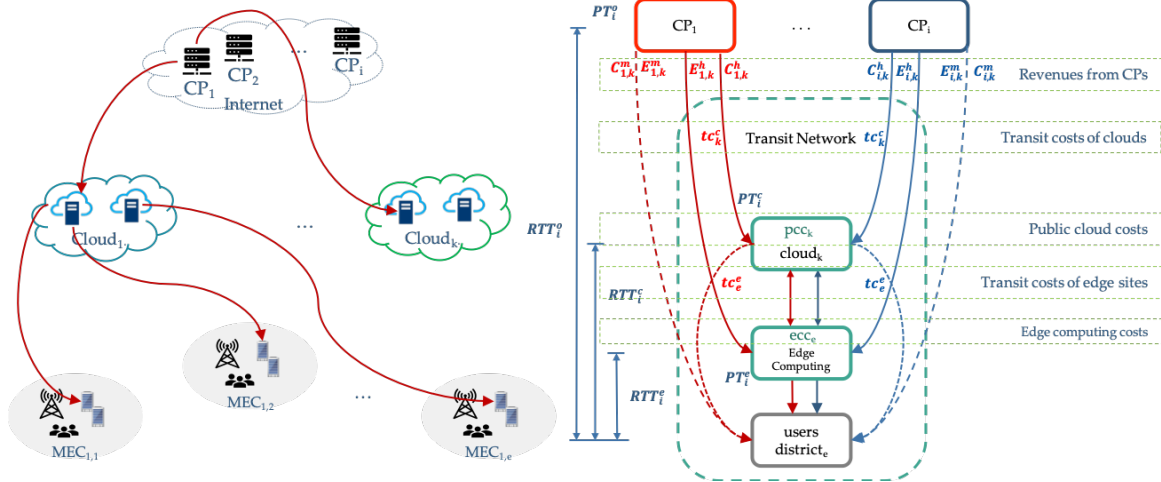 CP₁
CP₂
...
CPᵢ
Internet
Cloud₁..
...
Cloudₖ.
MEC₁,₁
MEC₁,₂
...
MEC₁,ₑ
PTᵢᵒ
RTTᵢᵒ
RTTᵢᶜ
RTTᵢᵉ
CP₁
...
CPᵢ
C₁,ₖᵐ E₁,ₖᵐ E₁,ₖʰ C₁,ₖʰ
Cᵢ,ₖʰ Eᵢ,ₖʰ Eᵢ,ₖᵐ Cᵢ,ₖᵐ
Revenues from CPs
tcₖᶜ
Transit Network
tcₖᶜ
Transit costs of clouds
PTᵢᶜ
pccₖ
cloudₖ
Public cloud costs
tcₑᵉ
tcₑᵉ
Transit costs of edge sites
eccₑ
Edge
Computing
Edge computing costs
PTᵢᵉ
users
districtₑ